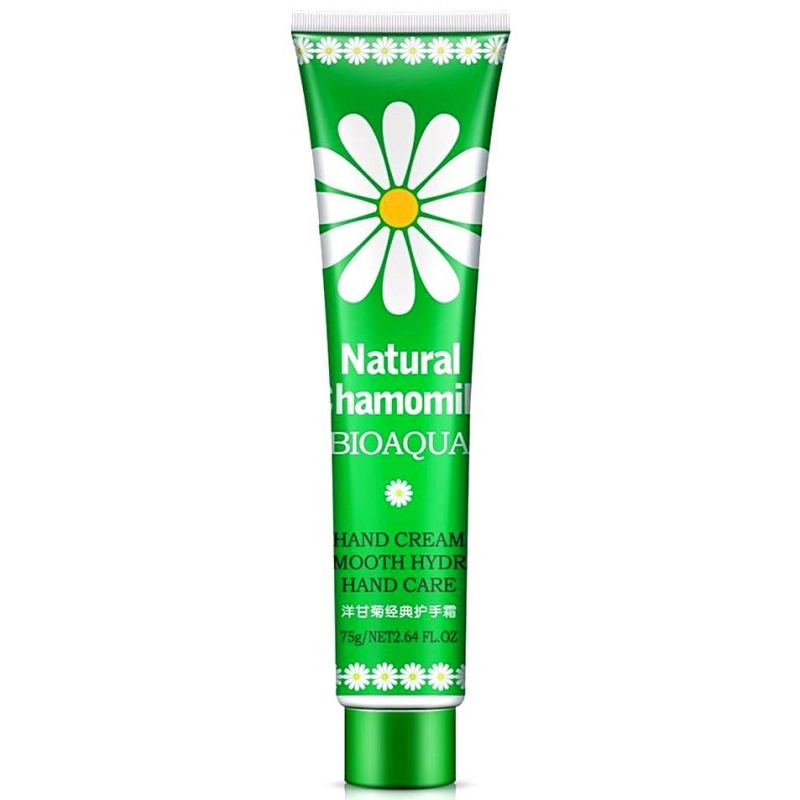 Natural
hamomil
BIOAQUA
HAND CREAM
MOOTH HYDR
HAND CARE
洋甘菊经典护手霜
75g/NET2.64 FL.OZ